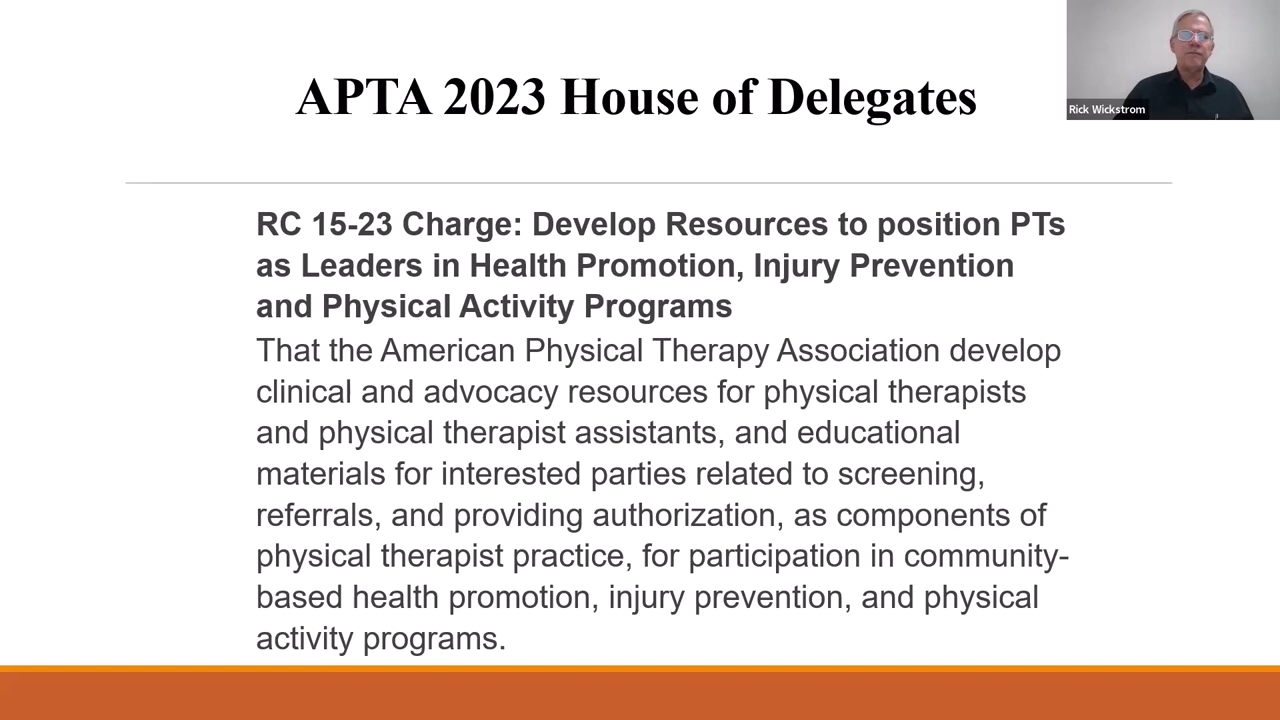 APTA 2023 House of Delegates
Rick Wickstrom
RC 15-23 Charge: Develop Resources to position PTs
as Leaders in Health Promotion, Injury Prevention
and Physical Activity Programs
That the American Physical Therapy Association develop
clinical and advocacy resources for physical therapists
and physical therapist assistants, and educational
materials for interested parties related to screening,
referrals, and providing authorization, as components of
physical therapist practice, for participation in community-
based health promotion, injury prevention, and physical
activity programs.